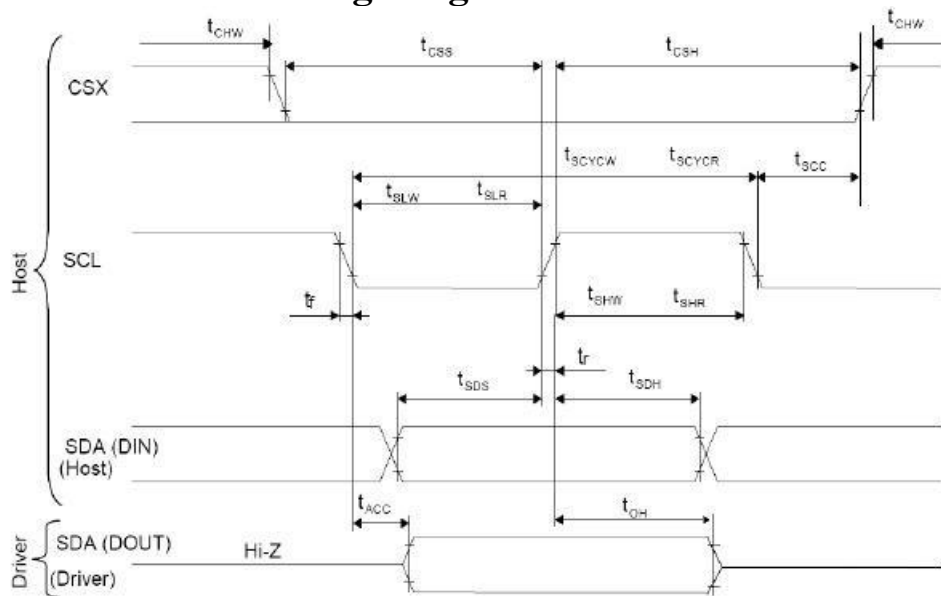 tCHW
tCSS
tCSH
tCHW
CSX
tSCYCW
tSCYCR
tSCC
tSLW
tSLR
Host
SCL
tf
tSHW
tSHR
tr
tSDS
tSDH
SDA (DIN)
(Host)
tACC
tOH
Driver
SDA (DOUT)
Hi-Z
(Driver)